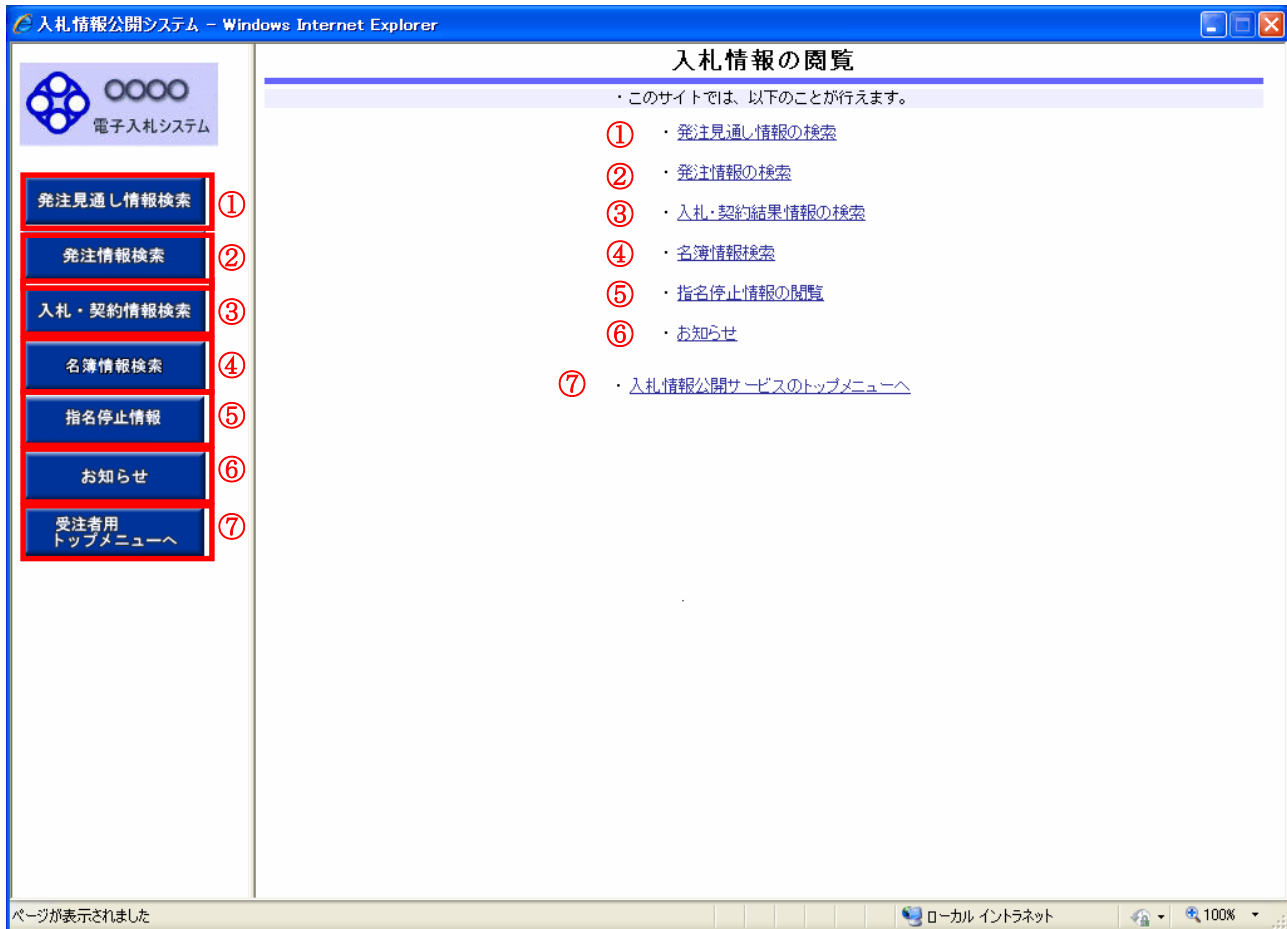 入札情報公開システム - Windows Internet Explorer
○○○○
電子入札システム
発注見通し情報検索 ①
発注情報検索 ②
入札・契約情報検索 ③
名簿情報検索 ④
指名停止情報 ⑤
お知らせ ⑥
受注者用
トップメニューへ ⑦
入札情報の閲覧
・このサイトでは、以下のことが行えます。
① ・発注見通し情報の検索
② ・発注情報の検索
③ ・入札・契約結果情報の検索
④ ・名簿情報検索
⑤ ・指名停止情報の閲覧
⑥ ・お知らせ
⑦ ・入札情報公開サービスのトップメニューへ
ページが表示されました
ローカル イントラネット
100%